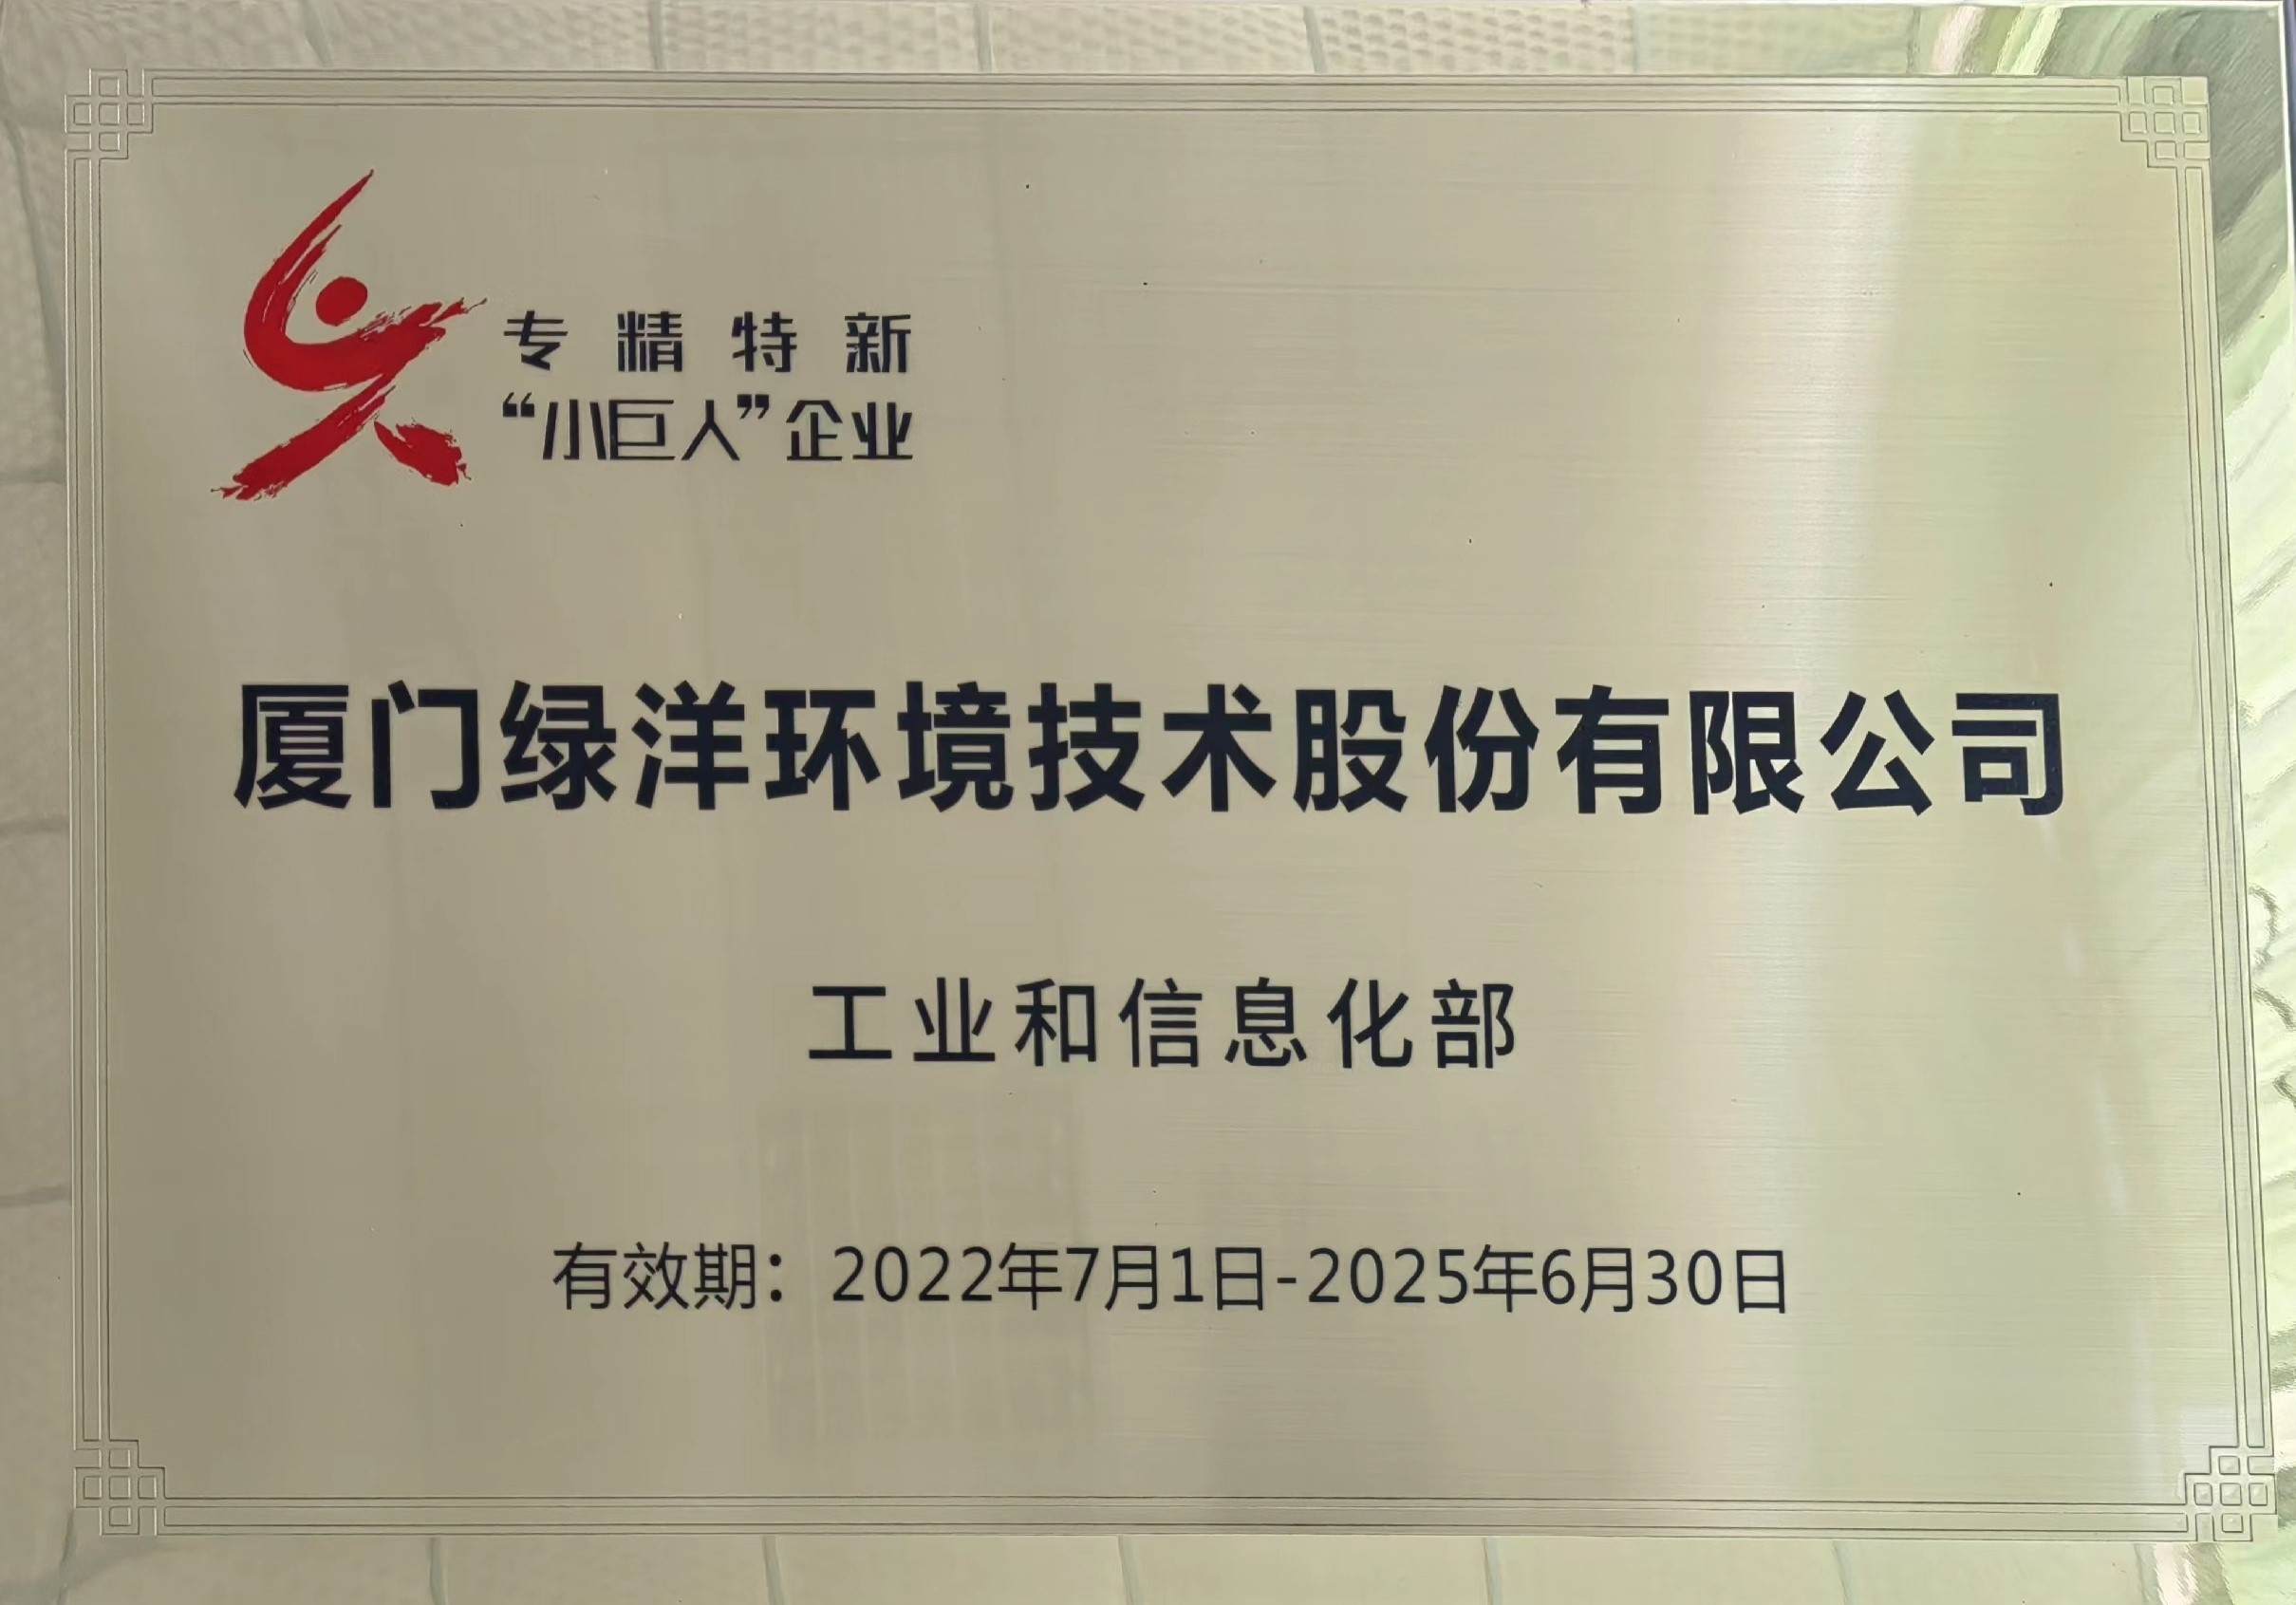 专精特新
“小巨人”企业
厦门绿洋环境技术股份有限公司
工业和信息化部
有效期：2022年7月1日-2025年6月30日